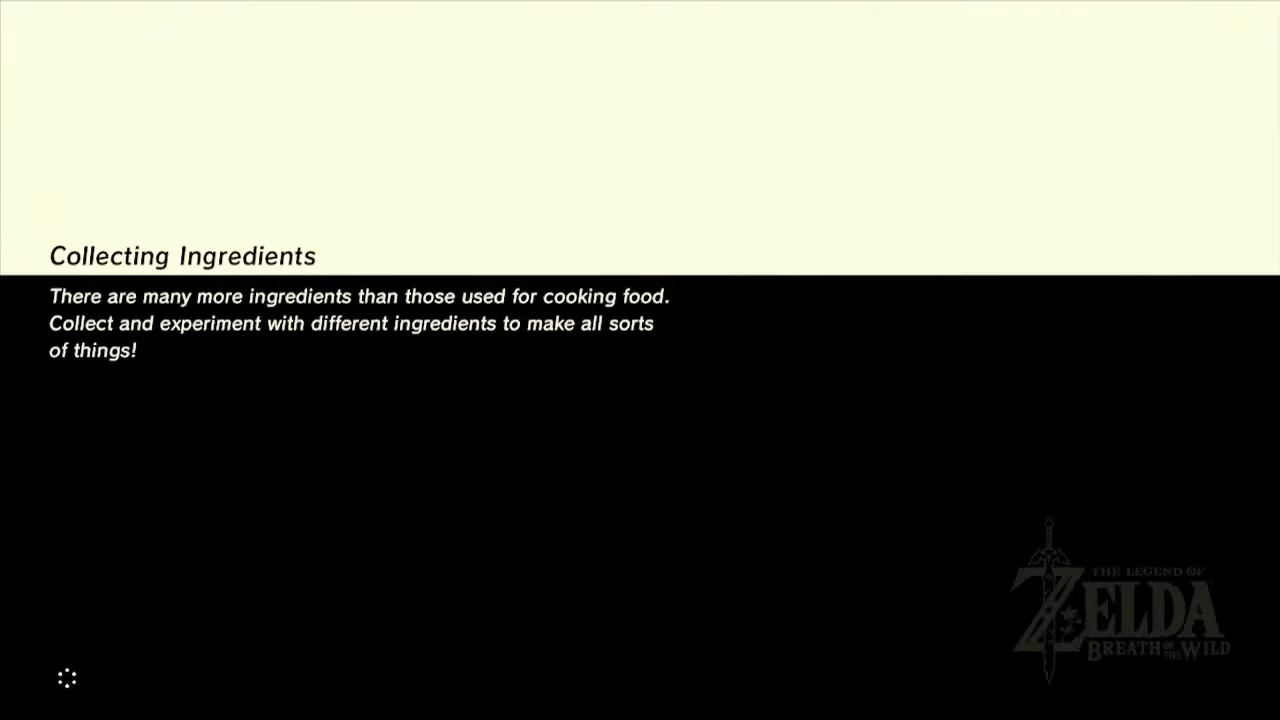 Collecting Ingredients
There are many more ingredients than those used for cooking food.
Collect and experiment with different ingredients to make all sorts
of things!
THE LEGEND OF
ZELDA
BREATH OF THE WILD